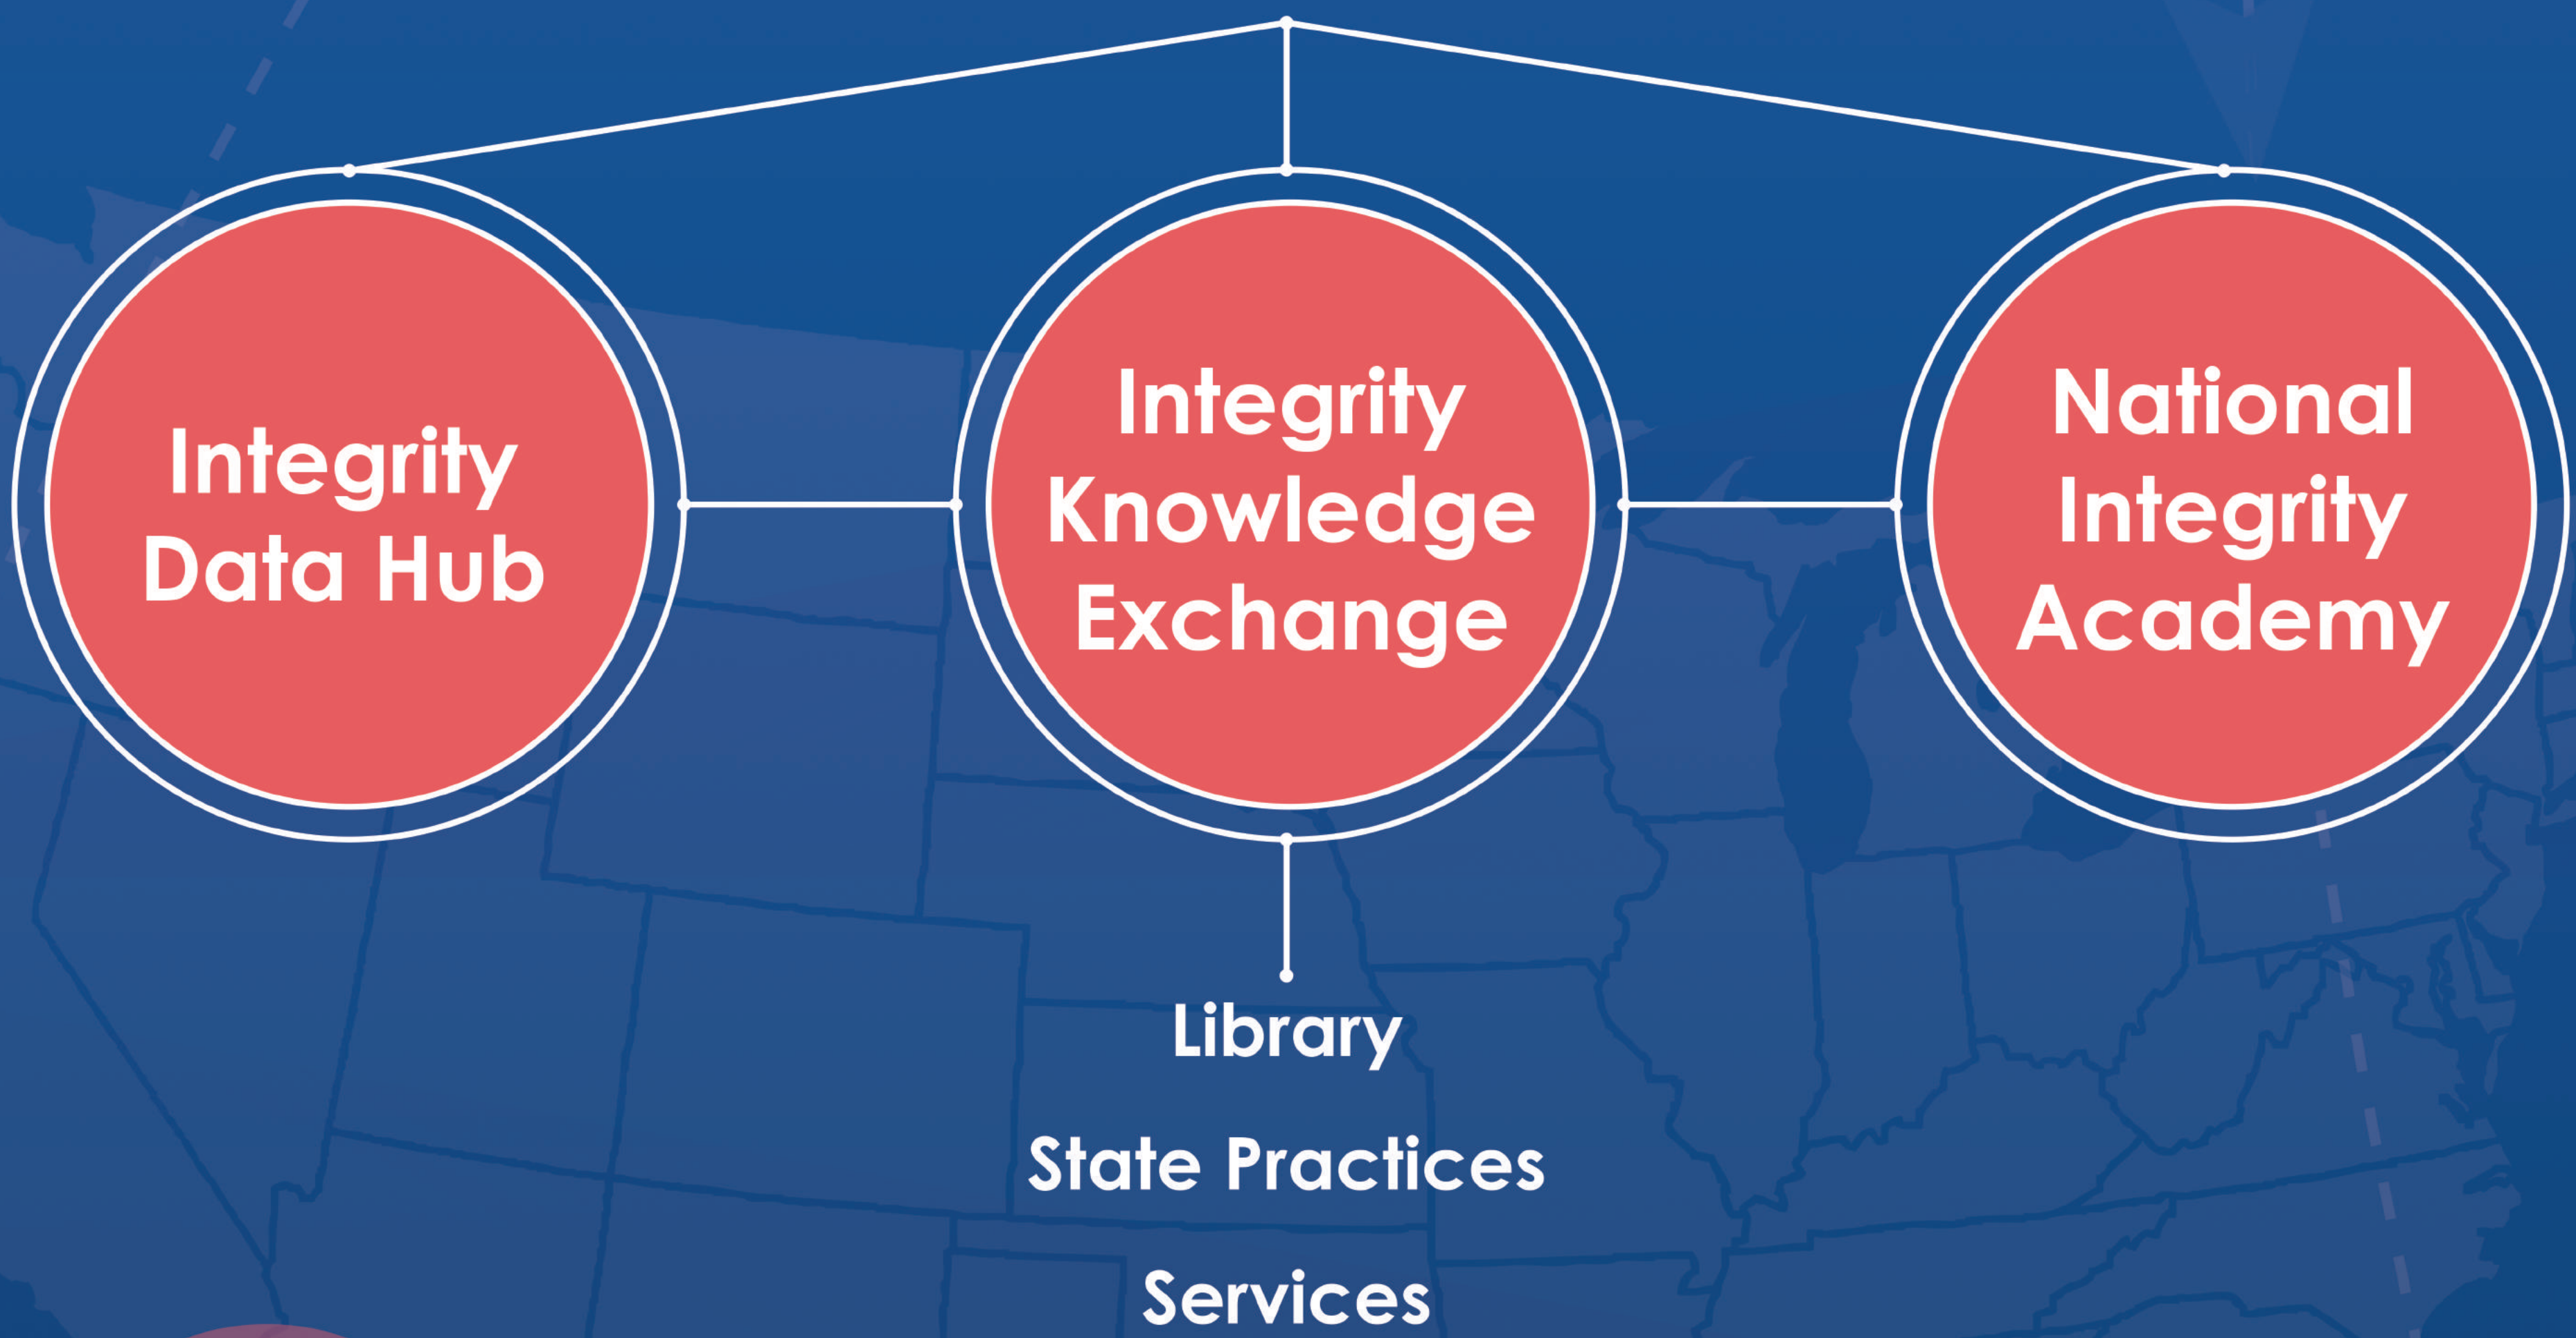 Integrity
Data Hub
Integrity
Knowledge
Exchange
National
Integrity
Academy
Library
State Practices
Services